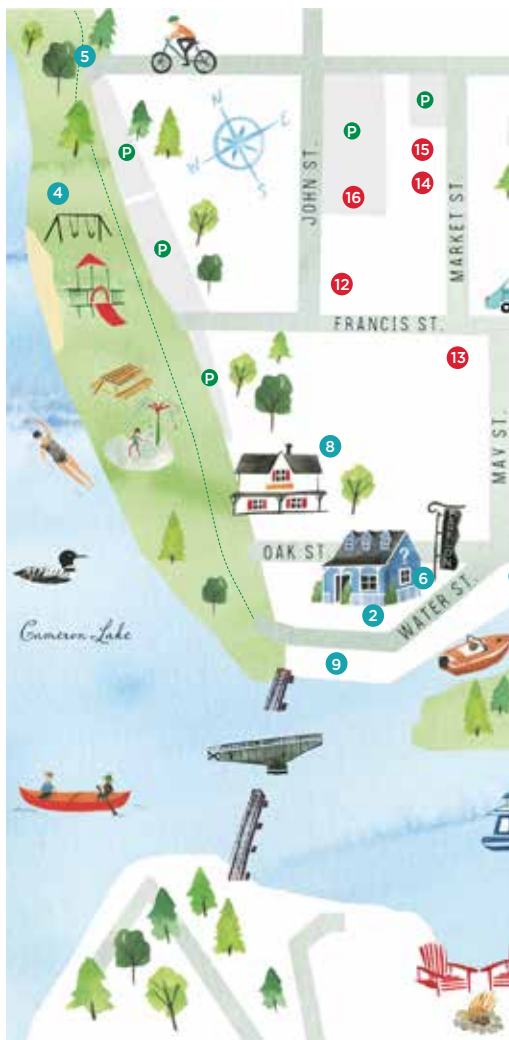 5
N
E
W
S
JOHN ST.
P
P
P
15
14
16
MARKET ST.
4
P
12
FRANCIS ST.
13
P
MAY ST.
8
OAK ST.
?
6
2
WATER ST.
Cameron Lake
9